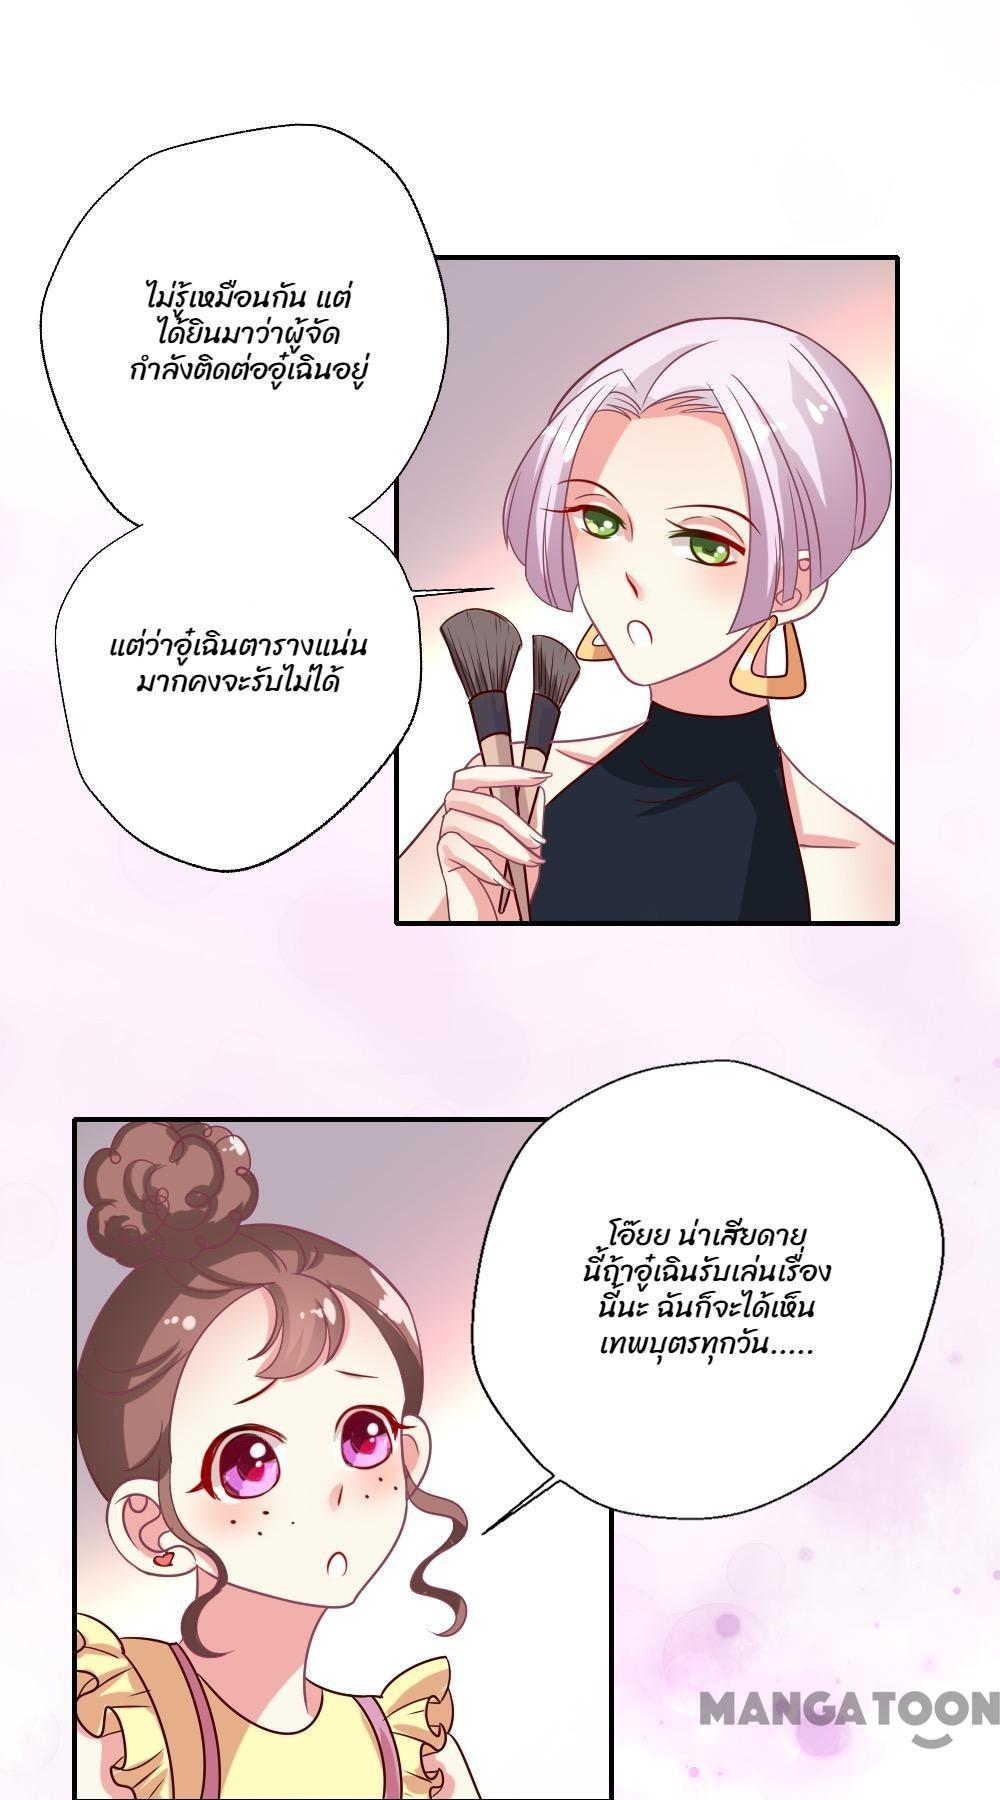 ไม่รู้เหมือนกัน แต่
ได้ยินมาว่าผู้จัด
กำลังติดต่ออู๋เฉินอยู่
แต่ว่าอู๋เฉินตารางแน่น
มากคงจะรับไม่ได้
โอ๊ยย น่าเสียดาย
นี้ถ้าอู๋เฉินรับเล่นเรื่อง
นี้นะ ฉันก็จะได้เห็น
เทพบุตรทุกวัน.....
MANGATOON